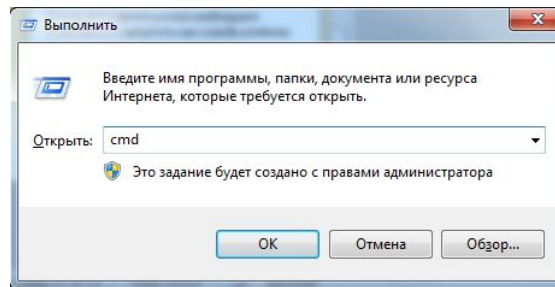 Выполнить
Введите имя программы, папки, документа или ресурса
Интернета, которые требуется открыть.
Открыть: cmd
Это задание будет создано с правами администратора
ОК Отмена Обзор...